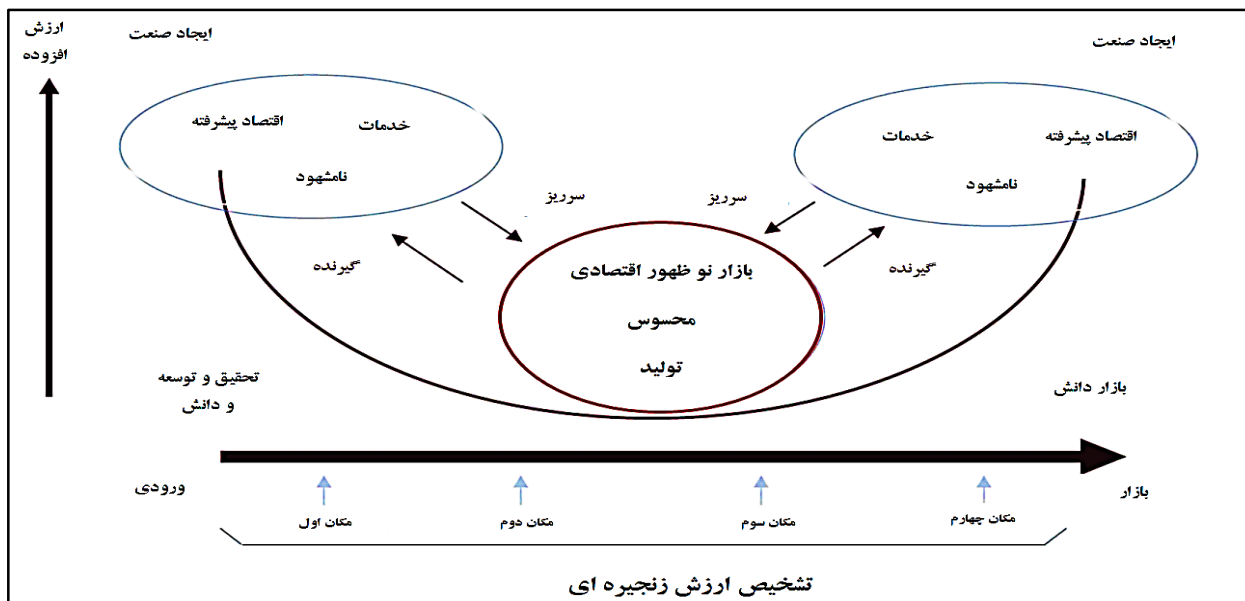 ارزش
افزوده
ایجاد صنعت
ایجاد صنعت
اقتصاد پیشرفته
خدمات
نامشهود
خدمات
اقتصاد پیشرفته
نامشهود
سرریز
سرریز
گیرنده
گیرنده
بازار نو ظهور اقتصادی
محسوس
تولید
تحقیق و توسعه
و دانش
بازار دانش
ورودی
بازار
مکان اول
مکان دوم
مکان سوم
مکان چهارم
تشخیص ارزش زنجیره ای